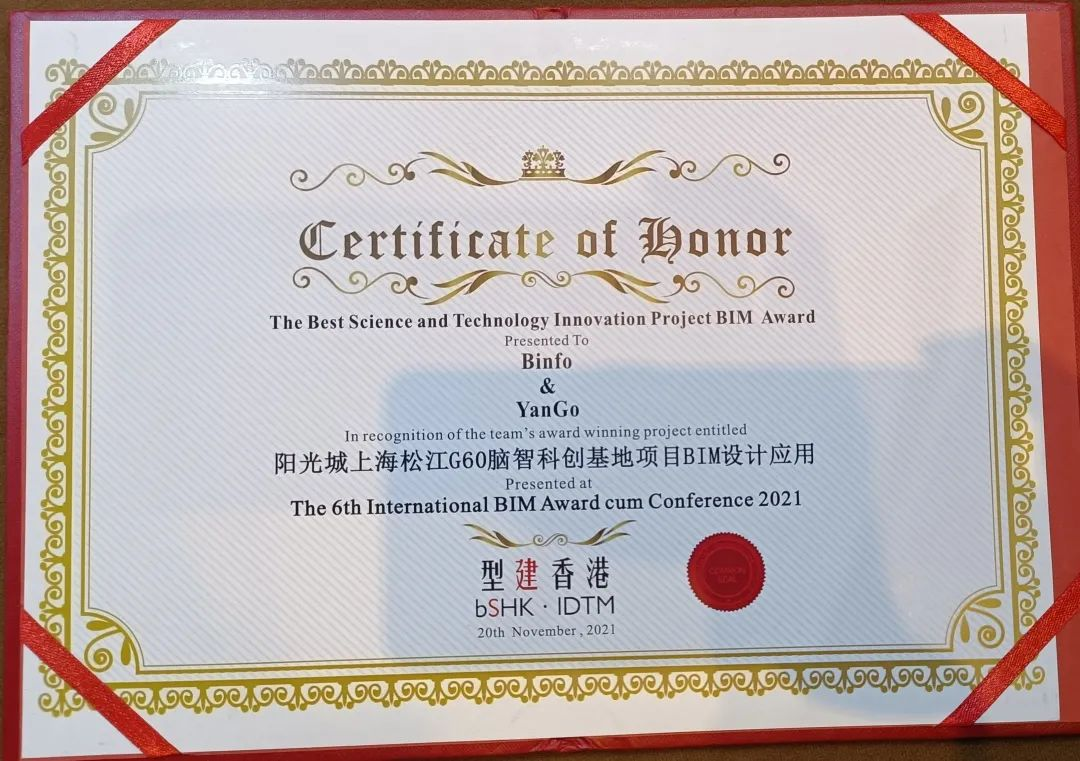 Certificate of Honor
The Best Science and Technology Innovation Project BIM Award
Presented To
Binfo
&
YanGo
In recognition of the team's award winning project entitled
阳光城上海松江G60脑智科创基地项目BIM设计应用
Presented at
The 6th International BIM Award cum Conference 2021
型建香港
bSHK · IDTM
20th November , 2021
COMMON
SEAL